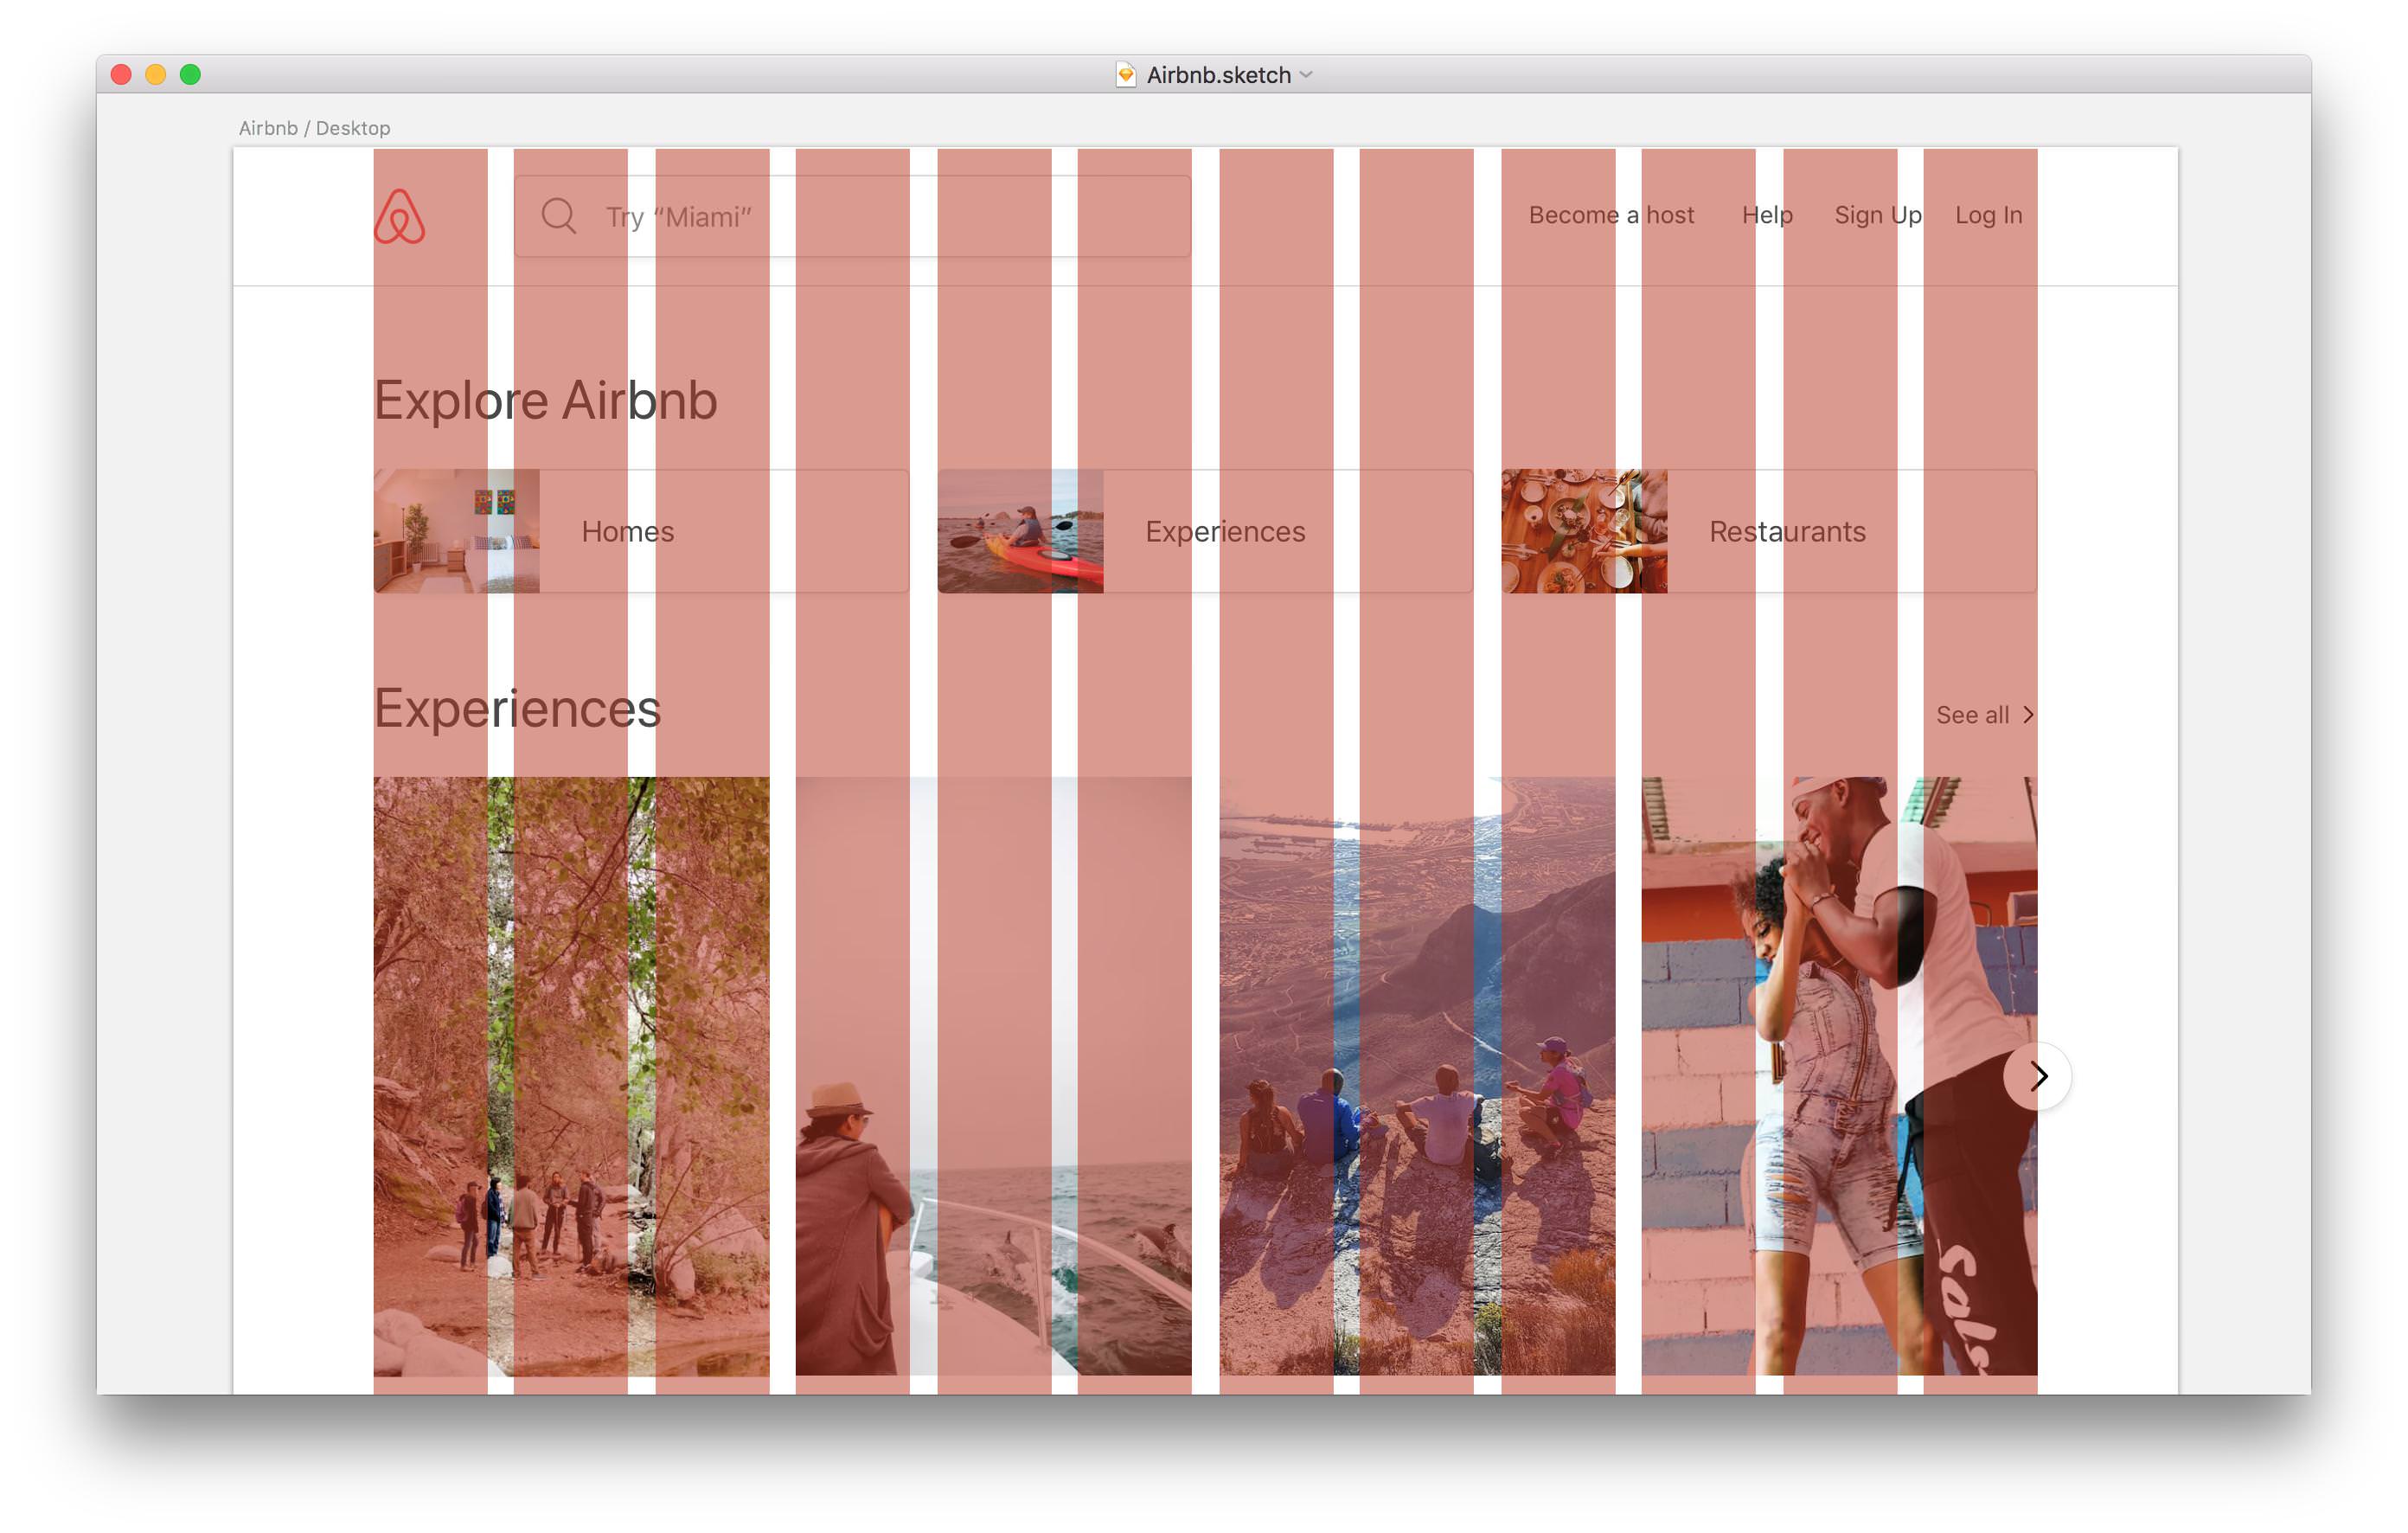 Airbnb.sketch
Airbnb / Desktop
Try “Miami”
Become a host
Help
Sign Up
Log In
Explore Airbnb
Homes
Experiences
Restaurants
Experiences
See all